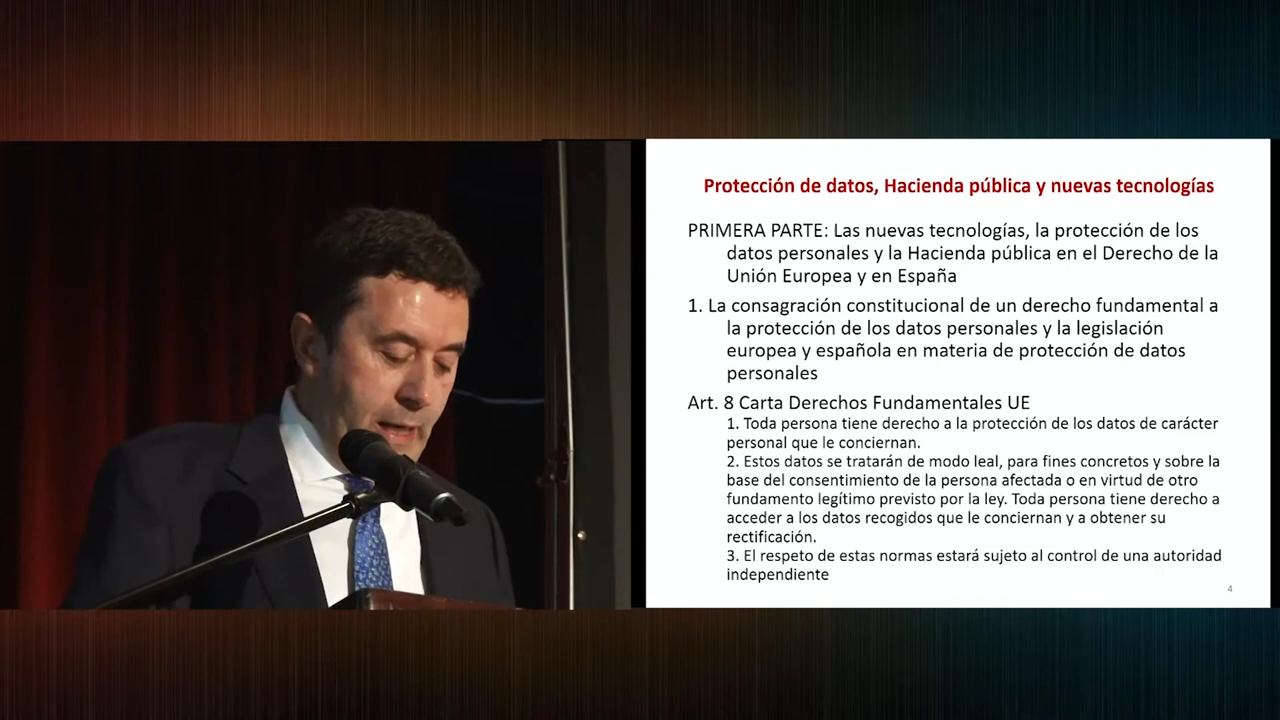 Protección de datos, Hacienda pública y nuevas tecnologías
PRIMERA PARTE: Las nuevas tecnologías, la protección de los
datos personales y la Hacienda pública en el Derecho de la
Unión Europea y en España
1. La consagración constitucional de un derecho fundamental a
la protección de los datos personales y la legislación
europea y española en materia de protección de datos
personales
Art. 8 Carta Derechos Fundamentales UE
1. Toda persona tiene derecho a la protección de los datos de carácter
personal que le conciernan.
2. Estos datos se tratarán de modo leal, para fines concretos y sobre la
base del consentimiento de la persona afectada o en virtud de otro
fundamento legítimo previsto por la ley. Toda persona tiene derecho a
acceder a los datos recogidos que le conciernan y a obtener su
rectificación.
3. El respeto de estas normas estará sujeto al control de una autoridad
independiente
4